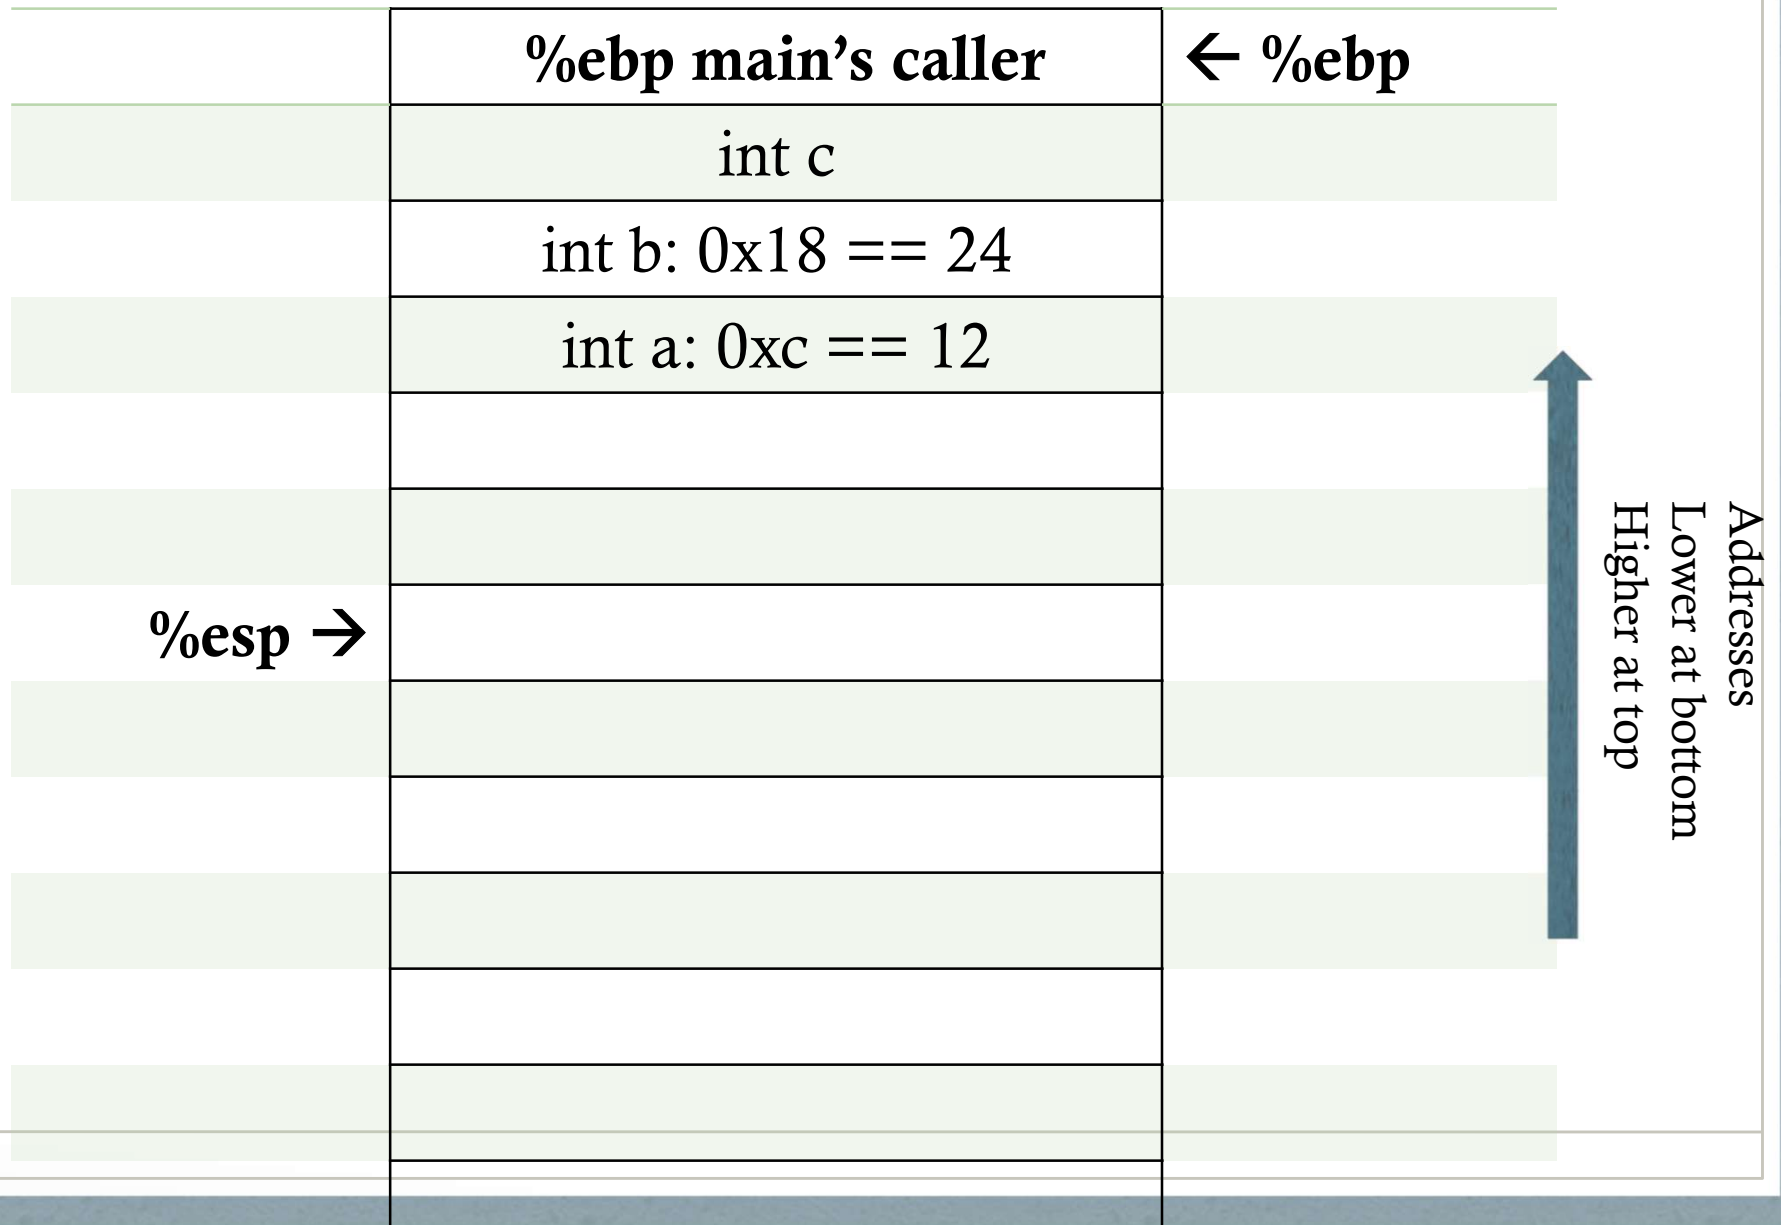 %ebp main’s caller ← %ebp
int c
int b: 0x18 == 24
int a: 0xc == 12
%esp →
Addresses
Lower at bottom
Higher at top